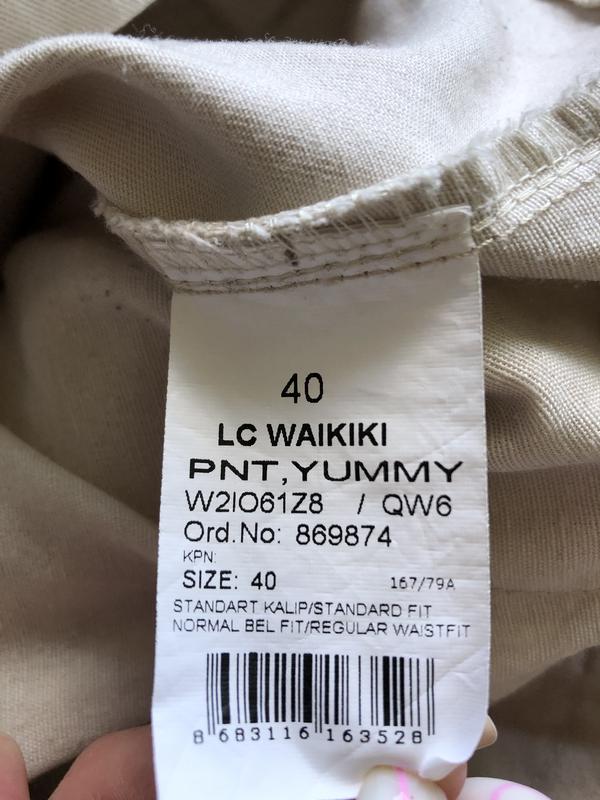 40
LC WAIKIKI
PNT,YUMMY
W2IO61Z8 / QW6
Ord.No: 869874
KPN:
SIZE: 40 167/79A
STANDART KALIP/STANDARD FIT
NORMAL BEL FIT/REGULAR WAISTFIT
8 683116 163528